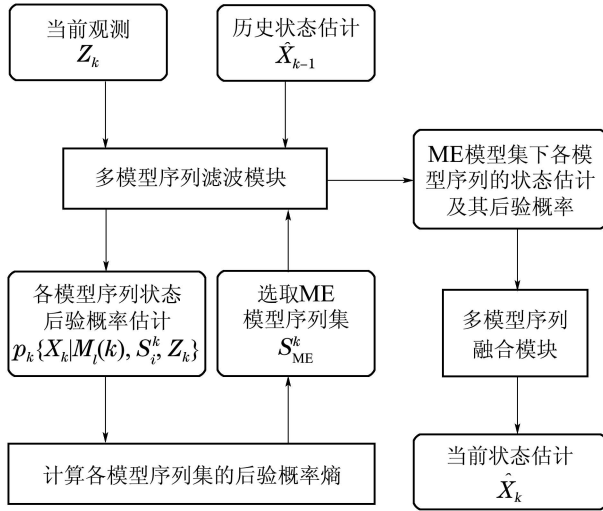 当前观测
Z_k
历史状态估计
X̂_{k-1}
多模型序列滤波模块
ME模型集下各模
型序列的状态估计
及其后验概率
各模型序列状态
后验概率估计
p_k{X_k|M_l(k), S_i^k, Z_k}
选取ME
模型序列集
S_{ME}^k
多模型序列
融合模块
计算各模型序列集的后验概率熵
当前状态估计
X̂_k